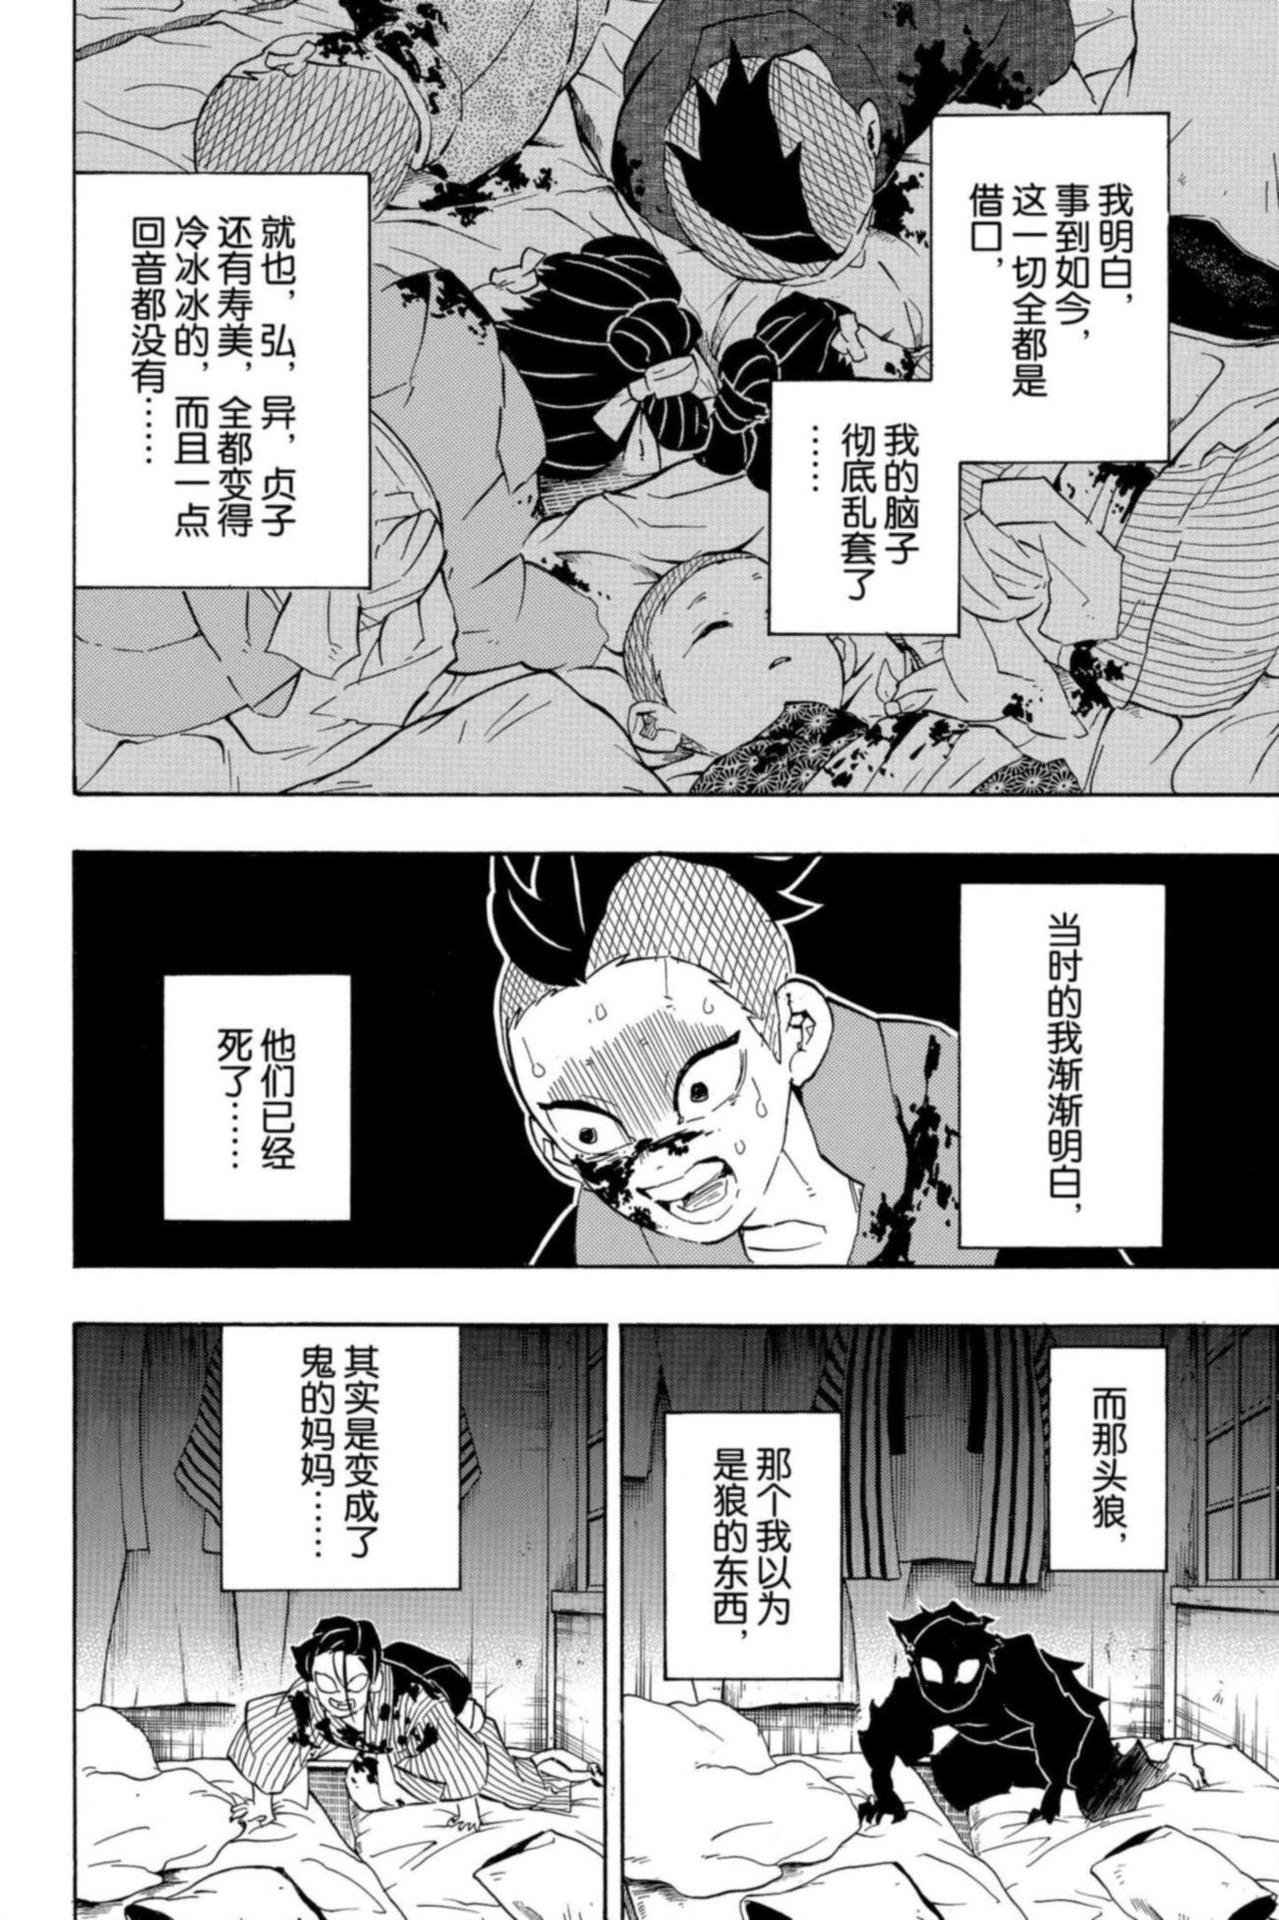 我明白，
事到如今，
这一切全都是
借口，
我的脑子
彻底乱套了
……
就也，弘，异，贞子
还有寿美，全都变得
冷冰冰的，而且一点
回音都没有……
当时的我渐渐明白，
他们已经
死了……
而那头狼，
那个我以为
是狼的东西，
其实是变成了
鬼的妈妈……